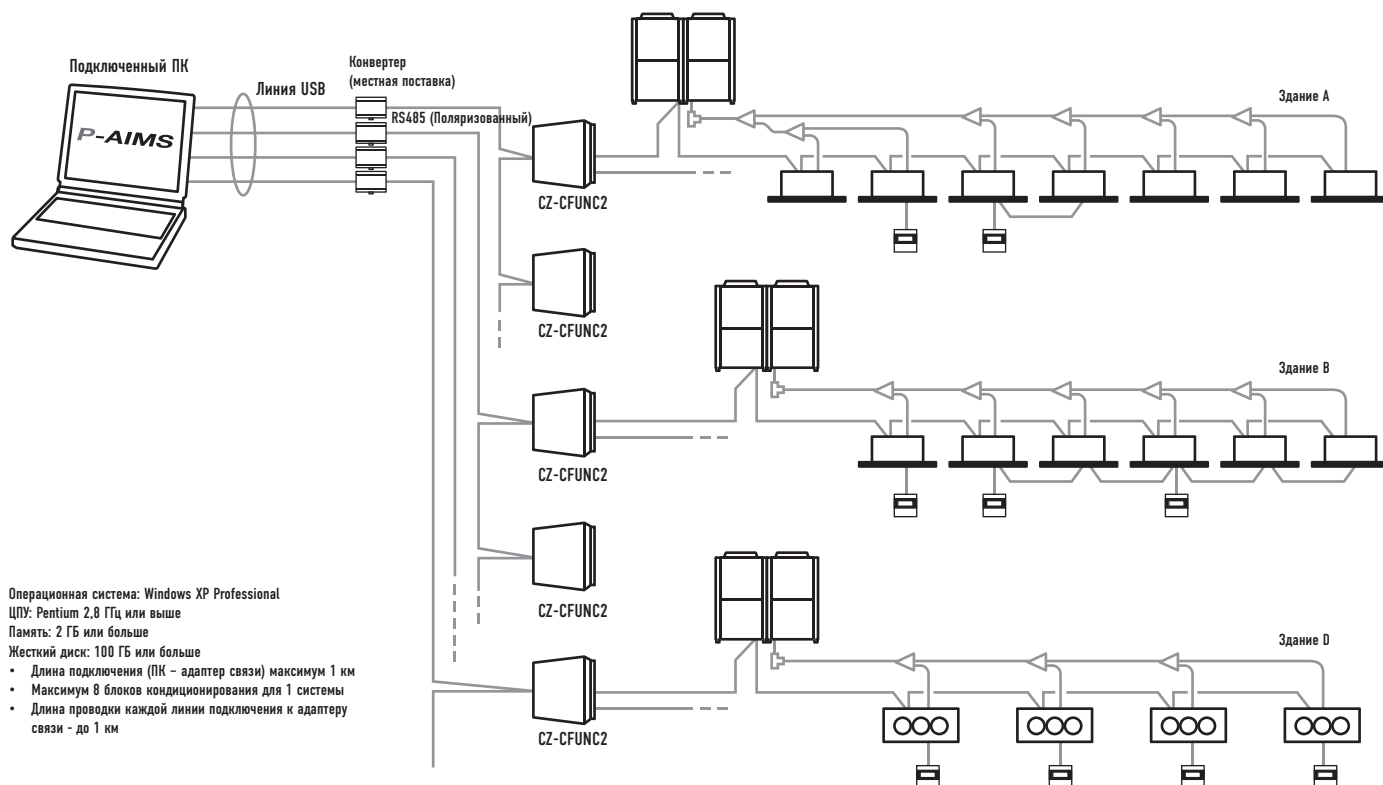 Подключенный ПК
P-AIMS
Линия USB
Конвертер
(местная поставка)
RS485 (Поляризованный)
CZ-CFUNC2
Здание A
CZ-CFUNC2
CZ-CFUNC2
Здание B
CZ-CFUNC2
CZ-CFUNC2
Здание D
Операционная система: Windows XP Professional
ЦПУ: Pentium 2,8 ГГц или выше
Память: 2 ГБ или больше
Жесткий диск: 100 ГБ или больше
• Длина подключения (ПК – адаптер связи) максимум 1 км
• Максимум 8 блоков кондиционирования для 1 системы
• Длина проводки каждой линии подключения к адаптеру
связи - до 1 км